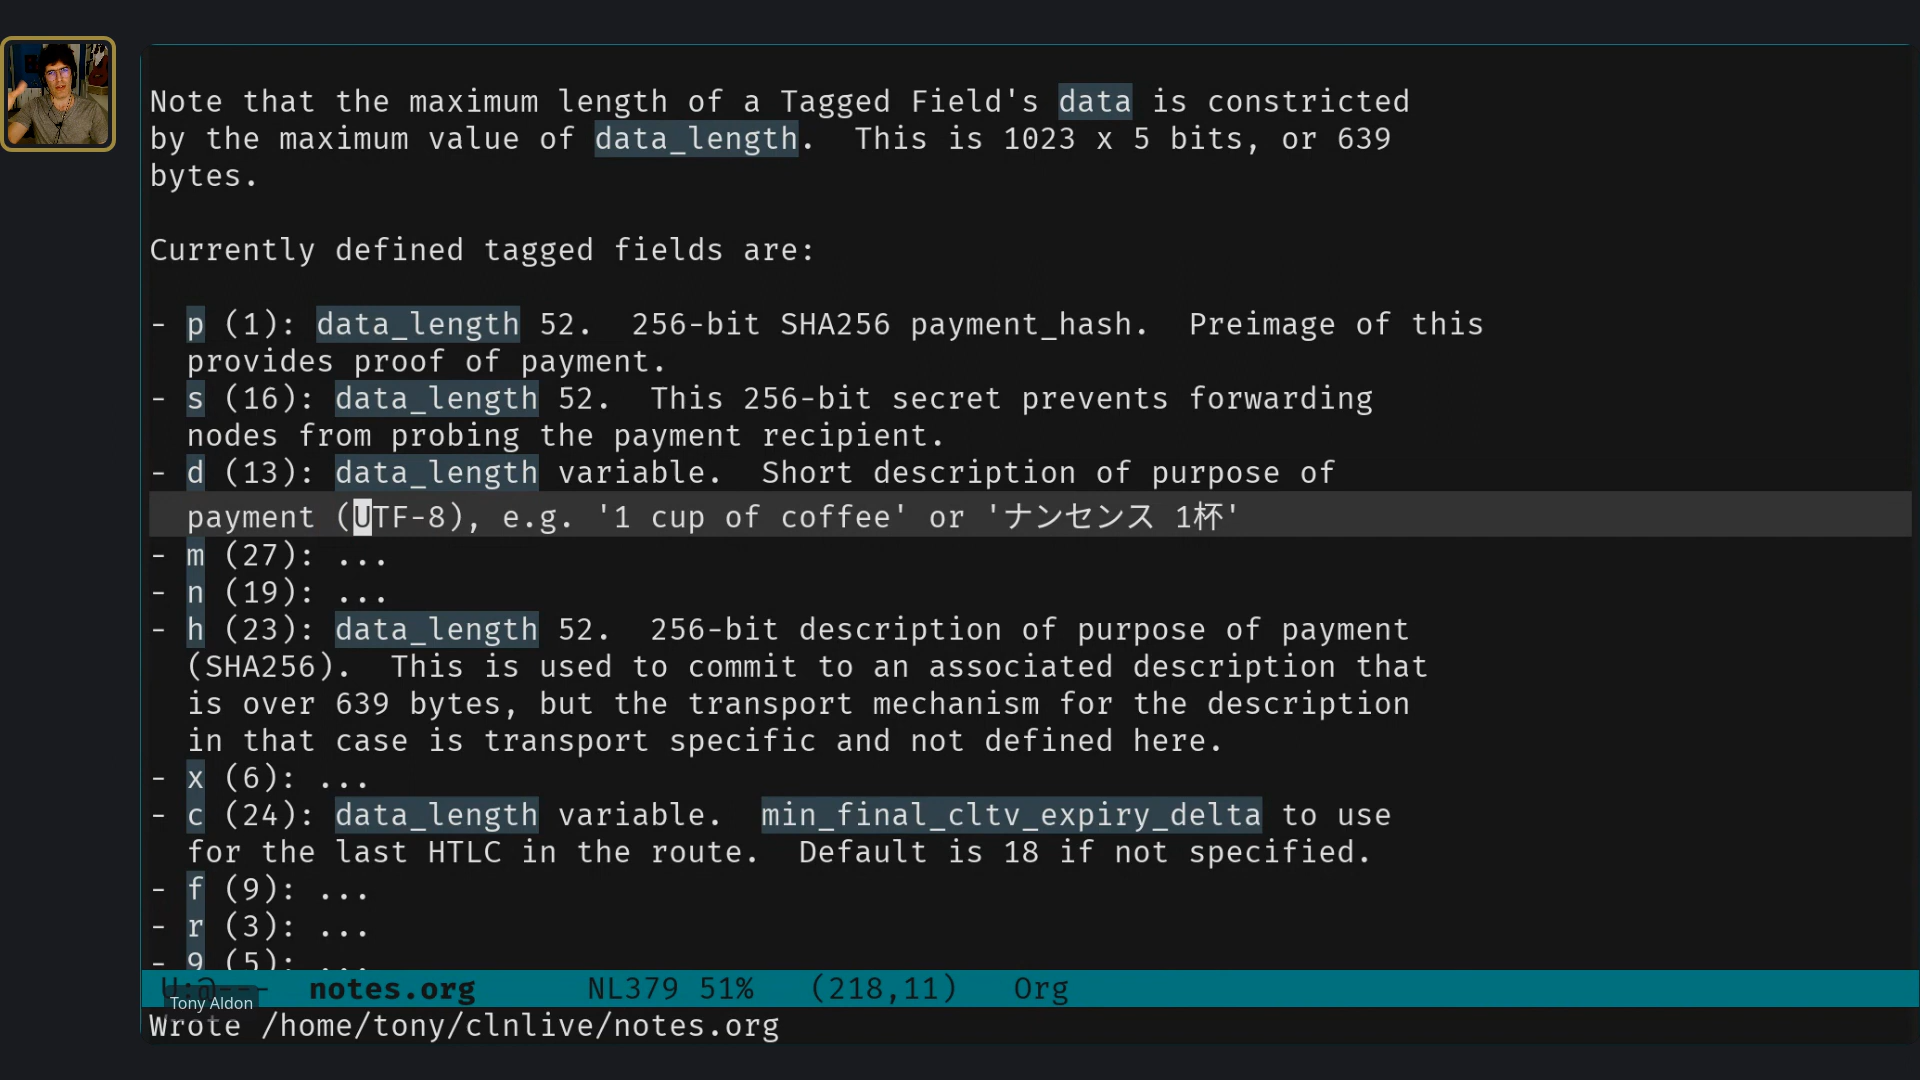 Note that the maximum length of a Tagged Field's data is constricted
by the maximum value of data_length.  This is 1023 x 5 bits, or 639
bytes.
Currently defined tagged fields are:
- p (1): data_length 52.  256-bit SHA256 payment_hash.  Preimage of this
provides proof of payment.
- s (16): data_length 52.  This 256-bit secret prevents forwarding
nodes from probing the payment recipient.
- d (13): data_length variable.  Short description of purpose of
payment (UTF-8), e.g. '1 cup of coffee' or 'ナンセンス 1杯'
- m (27): ...
- n (19): ...
- h (23): data_length 52.  256-bit description of purpose of payment
(SHA256).  This is used to commit to an associated description that
is over 639 bytes, but the transport mechanism for the description
in that case is transport specific and not defined here.
- x (6): ...
- c (24): data_length variable.  min_final_cltv_expiry_delta to use
for the last HTLC in the route.  Default is 18 if not specified.
- f (9): ...
- r (3): ...
- 9 (5): ...
U:@---  notes.org      NL379 51%   (218,11)   Org
Tony Aldon
Wrote /home/tony/clnlive/notes.org